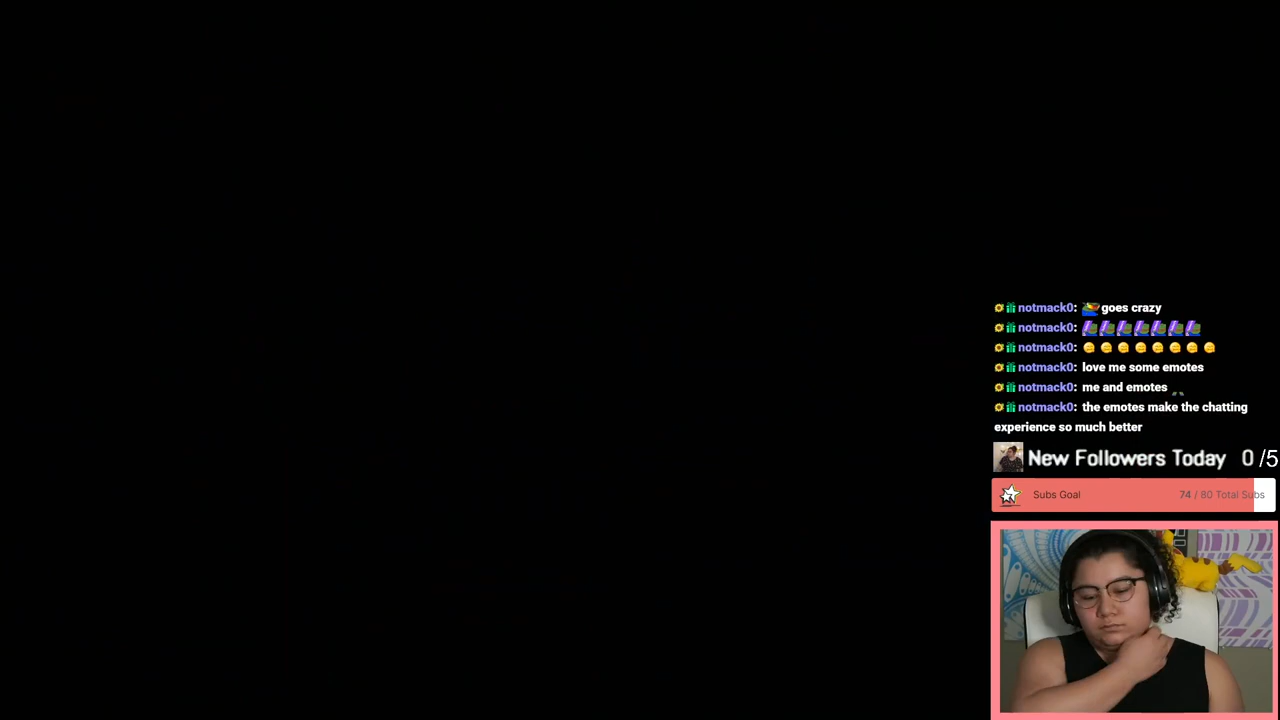 notmack0: goes crazy
notmack0:
notmack0:
notmack0: love me some emotes
notmack0: me and emotes
notmack0: the emotes make the chatting
experience so much better
New Followers Today 0 /5
Subs Goal 74 / 80 Total Subs